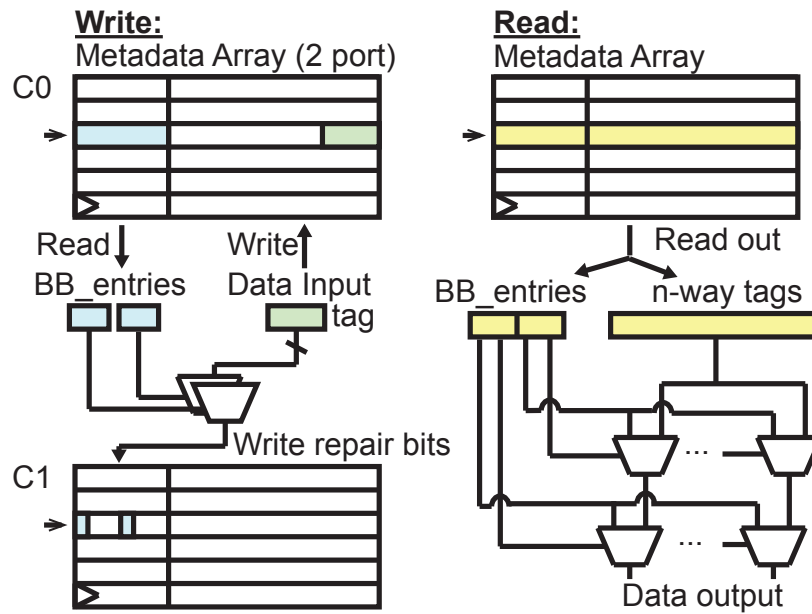 Write:
Metadata Array (2 port)
C0
Read
Write
BB_entries
Data Input
tag
Write repair bits
C1
Read:
Metadata Array
Read out
BB_entries
n-way tags
...
...
Data output